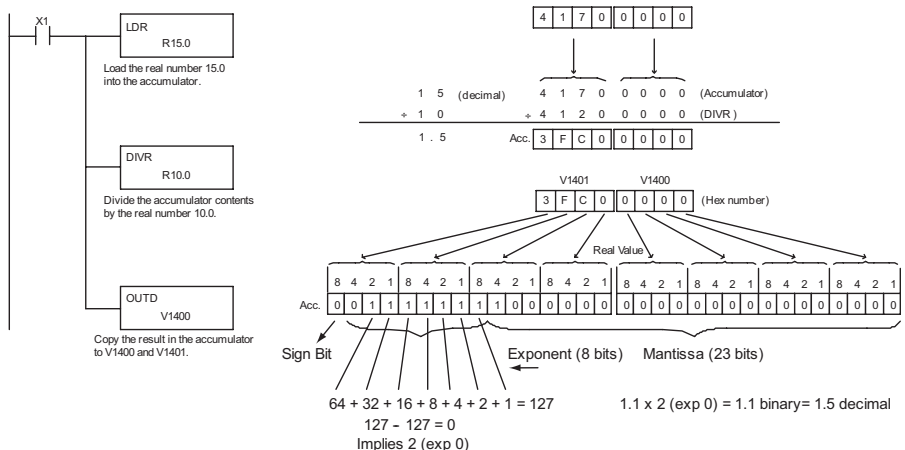 X1
LDR
R15.0
Load the real number 15.0
into the accumulator.
DIVR
R10.0
Divide the accumulator contents
by the real number 10.0.
OUTD
V1400
Copy the result in the accumulator
to V1400 and V1401.
4 1 7 0 0 0 0 0
1 5 (decimal) 4 1 7 0 0 0 0 0 (Accumulator)
÷ 1 0 ÷ 4 1 2 0 0 0 0 0 (DIVR )
1 . 5 Acc. 3 F C 0 0 0 0 0
V1401 V1400
3 F C 0 0 0 0 0 (Hex number)
Real Value
8 4 2 1 8 4 2 1 8 4 2 1 8 4 2 1 8 4 2 1 8 4 2 1 8 4 2 1 8 4 2 1
Acc. 0 0 1 1 1 1 1 1 1 1 0 0 0 0 0 0 0 0 0 0 0 0 0 0 0 0 0 0 0 0 0 0
Sign Bit Exponent (8 bits) Mantissa (23 bits)
64 + 32 + 16 + 8 + 4 + 2 + 1 = 127 1.1 x 2 (exp 0) = 1.1 binary= 1.5 decimal
127 - 127 = 0
Implies 2 (exp 0)